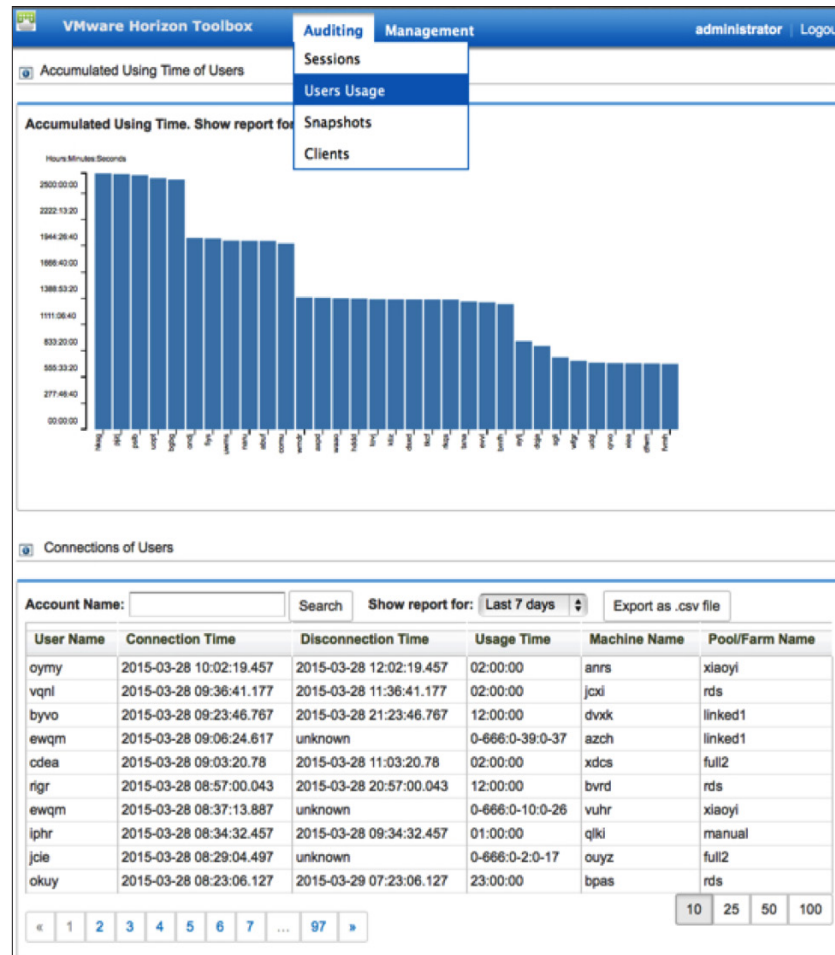 VMware Horizon Toolbox Auditing Management administrator Logou
Sessions
Users Usage
Snapshots
Clients
Accumulated Using Time of Users
Accumulated Using Time. Show report for
Hours:Minutes:Seconds
2500:00:00
2222:13:20
1944:26:40
1666:40:00
1388:53:20
1111:06:40
833:20:00
555:33:20
277:46:40
00:00:00
Connections of Users
Account Name: Search Show report for: Last 7 days Export as .csv file
User Name Connection Time Disconnection Time Usage Time Machine Name Pool/Farm Name
oymy 2015-03-28 10:02:19.457 2015-03-28 12:02:19.457 02:00:00 anrs xiaoyi
vqnl 2015-03-28 09:36:41.177 2015-03-28 11:36:41.177 02:00:00 jcxi rds
byvo 2015-03-28 09:23:46.767 2015-03-28 21:23:46.767 12:00:00 dvxk linked1
ewqm 2015-03-28 09:06:24.617 unknown 0-666:0-39:0-37 azch linked1
cdea 2015-03-28 09:03:20.78 2015-03-28 11:03:20.78 02:00:00 xdcs full2
rigr 2015-03-28 08:57:00.043 2015-03-28 20:57:00.043 12:00:00 bvrd rds
ewqm 2015-03-28 08:37:13.887 unknown 0-666:0-10:0-26 vuhr xiaoyi
iphr 2015-03-28 08:34:32.457 2015-03-28 09:34:32.457 01:00:00 qlki manual
jcie 2015-03-28 08:29:04.497 unknown 0-666:0-2:0-17 ouyz full2
okuy 2015-03-28 08:23:06.127 2015-03-29 07:23:06.127 23:00:00 bpas rds
10 25 50 100
« 1 2 3 4 5 6 7 ... 97 »